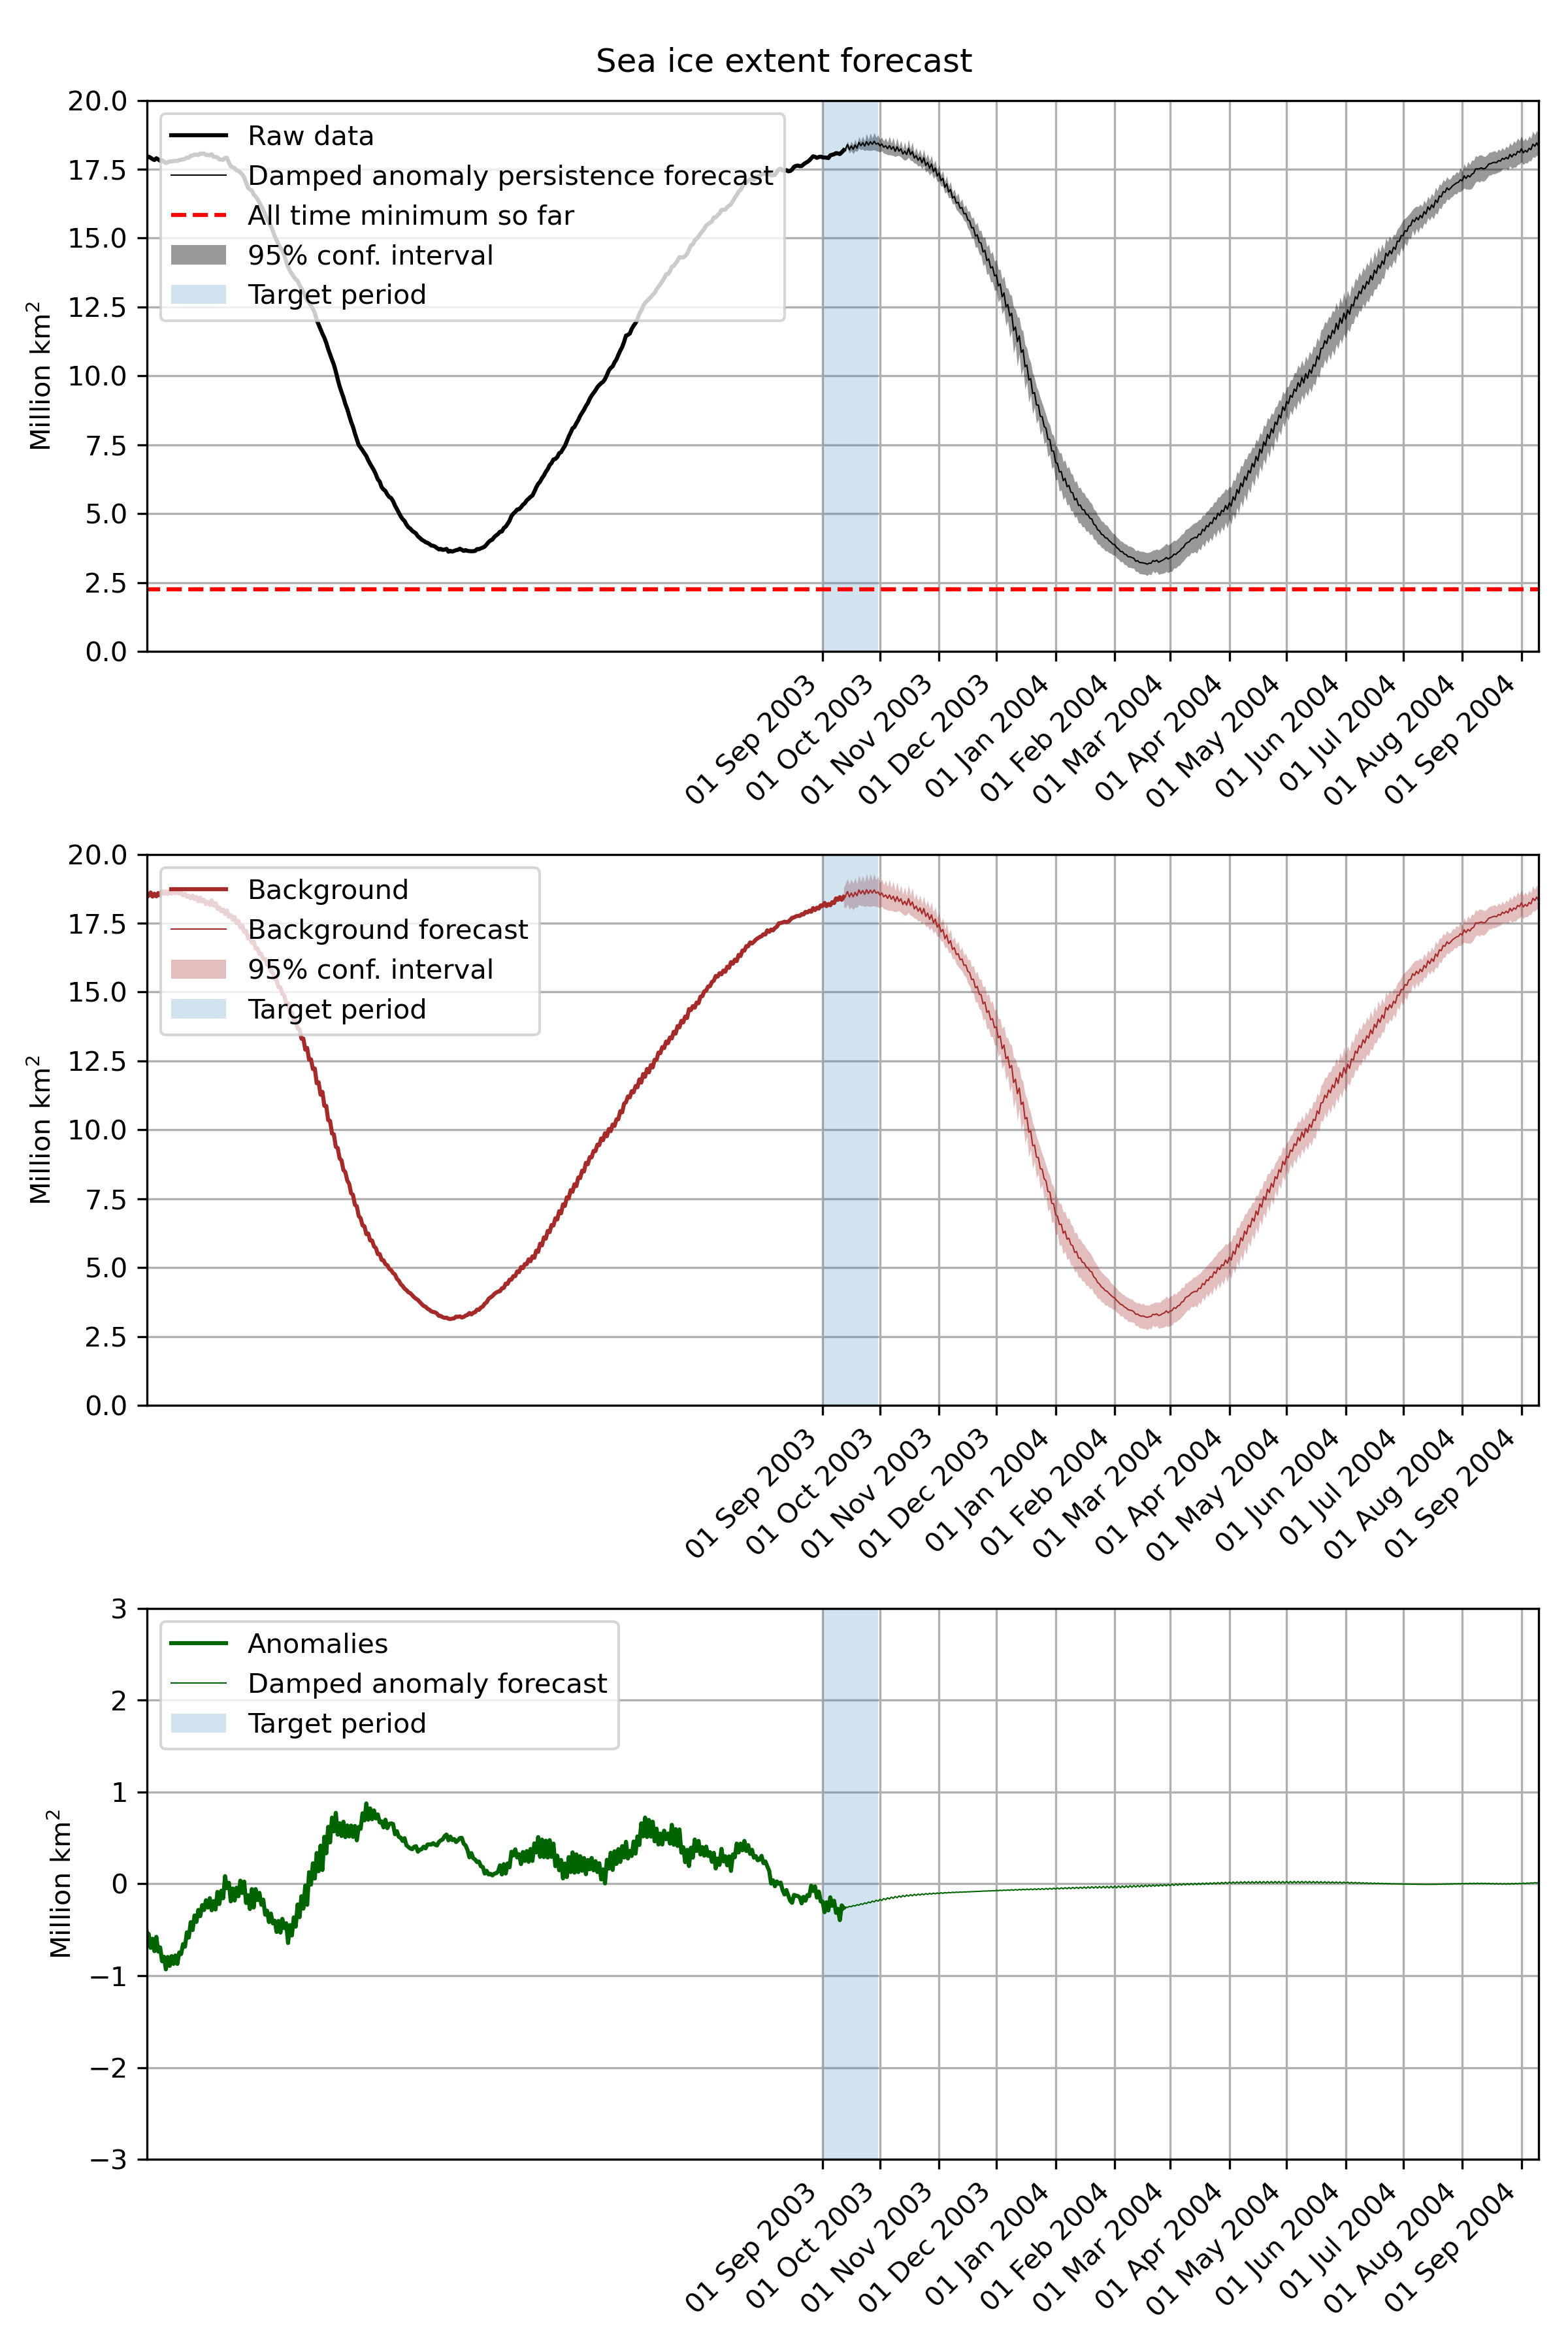 Sea ice extent forecast
20.0
17.5
15.0
12.5
10.0
7.5
5.0
2.5
0.0
Million km²
Raw data
Damped anomaly persistence forecast
All time minimum so far
95% conf. interval
Target period
01 Sep 2003
01 Oct 2003
01 Nov 2003
01 Dec 2003
01 Jan 2004
01 Feb 2004
01 Mar 2004
01 Apr 2004
01 May 2004
01 Jun 2004
01 Jul 2004
01 Aug 2004
01 Sep 2004
20.0
17.5
15.0
12.5
10.0
7.5
5.0
2.5
0.0
Million km²
Background
Background forecast
95% conf. interval
Target period
01 Sep 2003
01 Oct 2003
01 Nov 2003
01 Dec 2003
01 Jan 2004
01 Feb 2004
01 Mar 2004
01 Apr 2004
01 May 2004
01 Jun 2004
01 Jul 2004
01 Aug 2004
01 Sep 2004
3
2
1
0
−1
−2
−3
Million km²
Anomalies
Damped anomaly forecast
Target period
01 Sep 2003
01 Oct 2003
01 Nov 2003
01 Dec 2003
01 Jan 2004
01 Feb 2004
01 Mar 2004
01 Apr 2004
01 May 2004
01 Jun 2004
01 Jul 2004
01 Aug 2004
01 Sep 2004